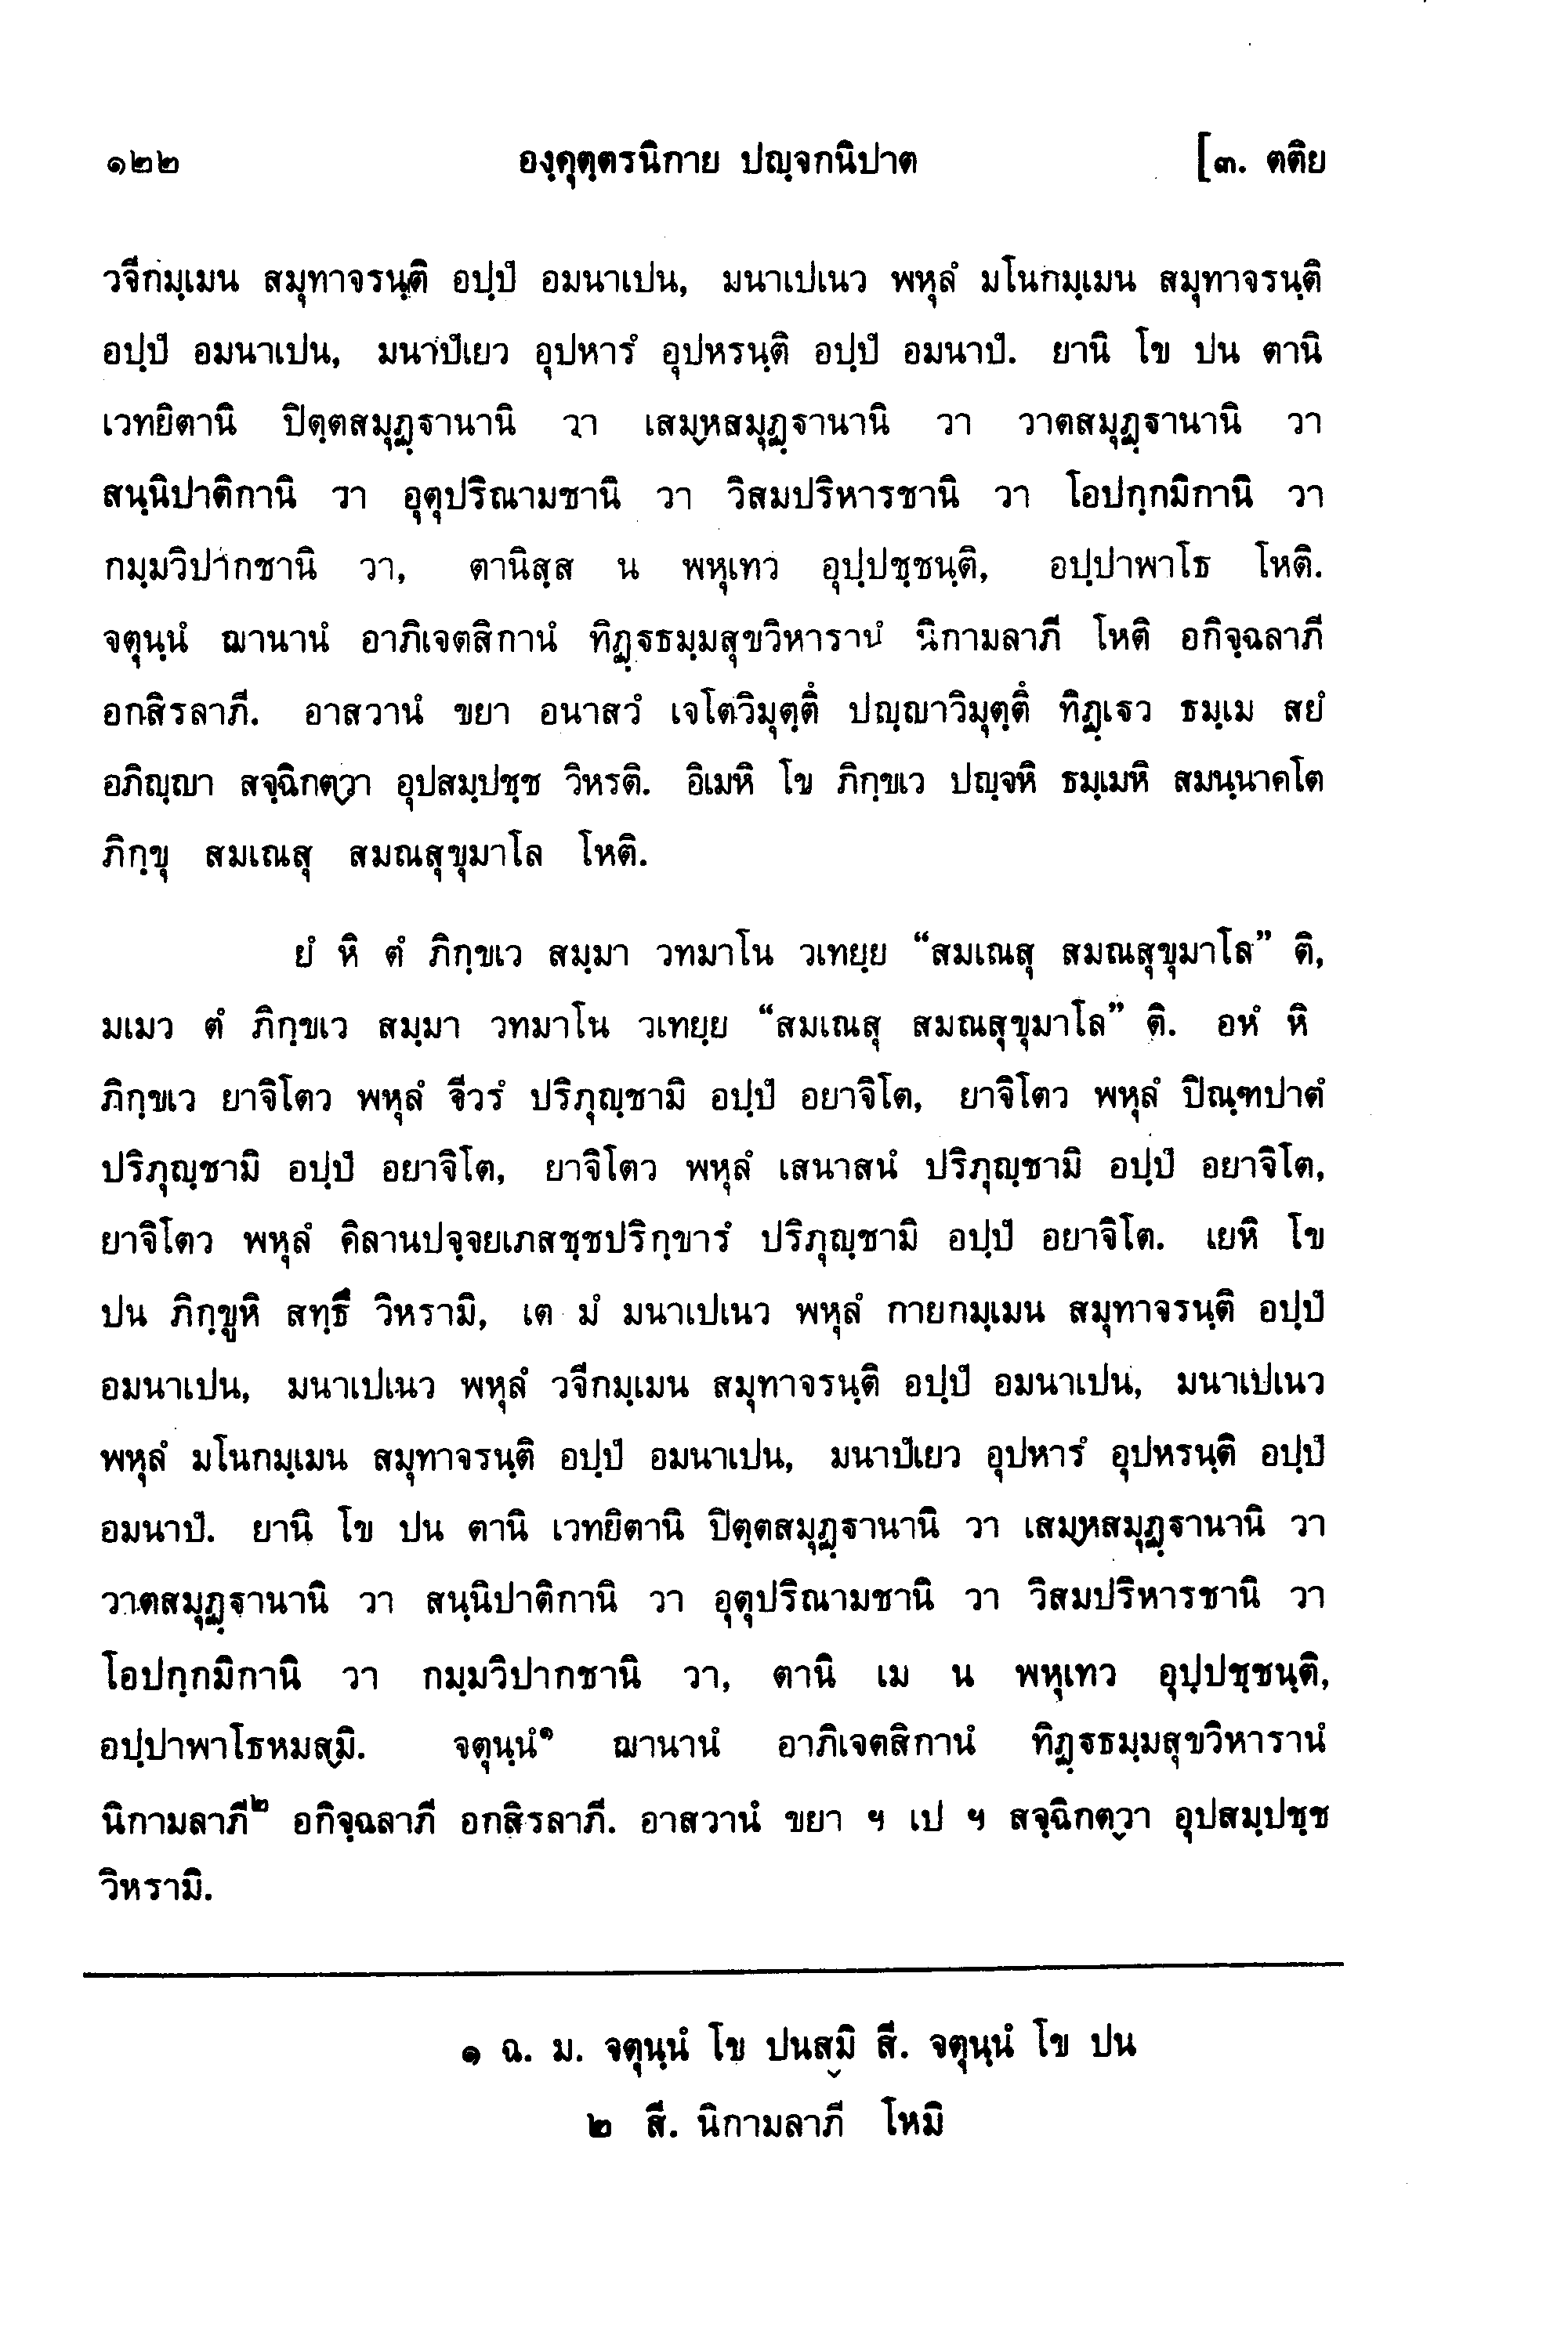 ๑๒๒ องฺคุตฺตรนิกาย ปญฺจกนิปาต [๓. ตติย
วจีกมฺเมน สมุทาจรนฺติ อปฺปํ อมนาเปน, มนาเปเนว พหุลํ มโนกมฺเมน สมุทาจรนฺติ
อปฺปํ อมนาเปน, มนาปํเยว อุปหารํ อุปหรนฺติ อปฺปํ อมนาปํ. ยานิ โข ปน ตานิ
เวทยิตานิ ปิตฺตสมุฏฺฐานานิ วา เสมฺหสมุฏฺฐานานิ วา วาตสมุฏฺฐานานิ วา
สนฺนิปาติกานิ วา อุตุปริณามชานิ วา วิสมปริหารชานิ วา โอปกฺกมิกานิ วา
กมฺมวิปากชานิ วา, ตานิสฺส น พหุเทว อุปฺปชฺชนฺติ, อปฺปาพาโธ โหติ.
จตุนฺนํ ฌานานํ อาภิเจตสิกานํ ทิฏฺฐธมฺมสุขวิหารานํ นิกามลาภี โหติ อกิจฺฉลาภี
อกสิรลาภี. อาสวานํ ขยา อนาสวํ เจโตวิมุตฺตึ ปญฺญาวิมุตฺตึ ทิฏฺเฐว ธมฺเม สยํ
อภิญฺญา สจฺฉิกตฺวา อุปสมฺปชฺช วิหรติ. อิเมหิ โข ภิกฺขเว ปญฺจหิ ธมฺเมหิ สมนฺนาคโต
ภิกฺขุ สมเณสุ สมณสุขุมาโล โหติ.
ยํ หิ ตํ ภิกฺขเว สมฺมา วทมาโน วเทยฺย “สมเณสุ สมณสุขุมาโล” ติ,
มเมว ตํ ภิกฺขเว สมฺมา วทมาโน วเทยฺย “สมเณสุ สมณสุขุมาโล” ติ. อหํ หิ
ภิกฺขเว ยาจิโตว พหุลํ จีวรํ ปริภุญฺชามิ อปฺปํ อยาจิโต, ยาจิโตว พหุลํ ปิณฺฑปาตํ
ปริภุญฺชามิ อปฺปํ อยาจิโต, ยาจิโตว พหุลํ เสนาสนํ ปริภุญฺชามิ อปฺปํ อยาจิโต,
ยาจิโตว พหุลํ คิลานปจฺจยเภสชฺชปริกฺขารํ ปริภุญฺชามิ อปฺปํ อยาจิโต. เยหิ โข
ปน ภิกฺขูหิ สทฺธึ วิหรามิ, เต มํ มนาเปเนว พหุลํ กายกมฺเมน สมุทาจรนฺติ อปฺปํ
อมนาเปน, มนาเปเนว พหุลํ วจีกมฺเมน สมุทาจรนฺติ อปฺปํ อมนาเปน, มนาเปเนว
พหุลํ มโนกมฺเมน สมุทาจรนฺติ อปฺปํ อมนาเปน, มนาปํเยว อุปหารํ อุปหรนฺติ อปฺปํ
อมนาปํ. ยานิ โข ปน ตานิ เวทยิตานิ ปิตฺตสมุฏฺฐานานิ วา เสมฺหสมุฏฺฐานานิ วา
วาตสมุฏฺฐานานิ วา สนฺนิปาติกานิ วา อุตุปริณามชานิ วา วิสมปริหารชานิ วา
โอปกฺกมิกานิ วา กมฺมวิปากชานิ วา, ตานิ เม น พหุเทว อุปฺปชฺชนฺติ,
อปฺปาพาโธหมสฺมิ. จตุนฺนํ๑ ฌานานํ อาภิเจตสิกานํ ทิฏฺฐธมฺมสุขวิหารานํ
นิกามลาภี๒ อกิจฺฉลาภี อกสิรลาภี. อาสวานํ ขยา ฯ เป ฯ สจฺฉิกตฺวา อุปสมฺปชฺช
วิหรามิ.
๑ ฉ. ม. จตุนฺนํ โข ปนสฺมิ สี. จตุนฺนํ โข ปน
๒ สี. นิกามลาภี โหมิ